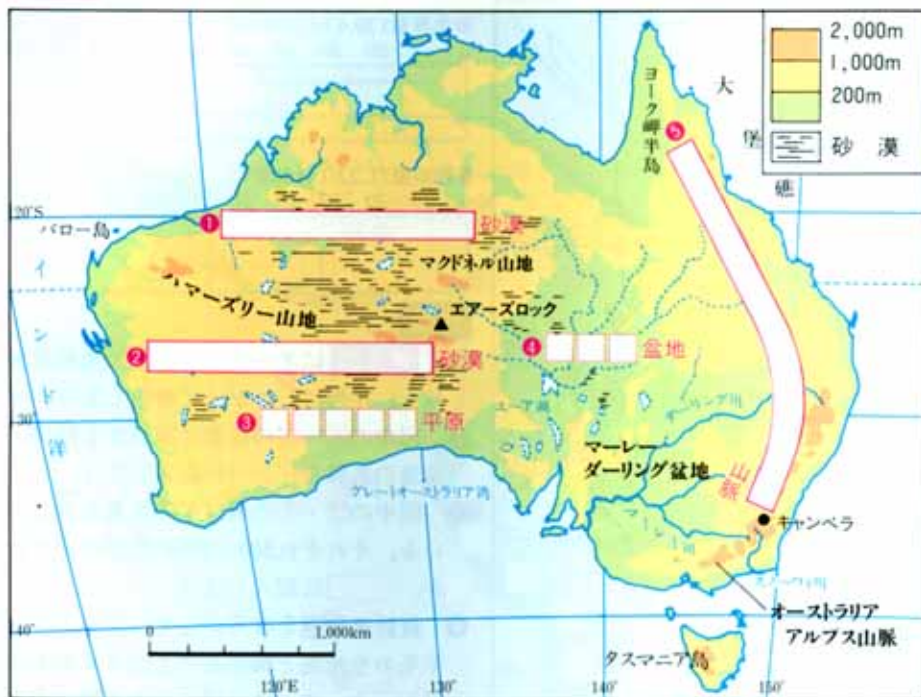 2,000m
1,000m
200m
砂漠
大堡礁
ヨーク岬半島
❺
20°S
バロー島
❶
砂漠
マクドネル山地
インド洋
ハマーズリー山地
エアーズロック
❷
砂漠
❹
盆地
❸
平原
30°S
エーア湖
ダーリング川
マーレー
ダーリング盆地
山脈
グレートオーストラリア湾
マーレー川
キャンベラ
スノーウィ川
オーストラリア
アルプス山脈
40°
0
1,000km
タスマニア島
120°E
130°
140°
150°